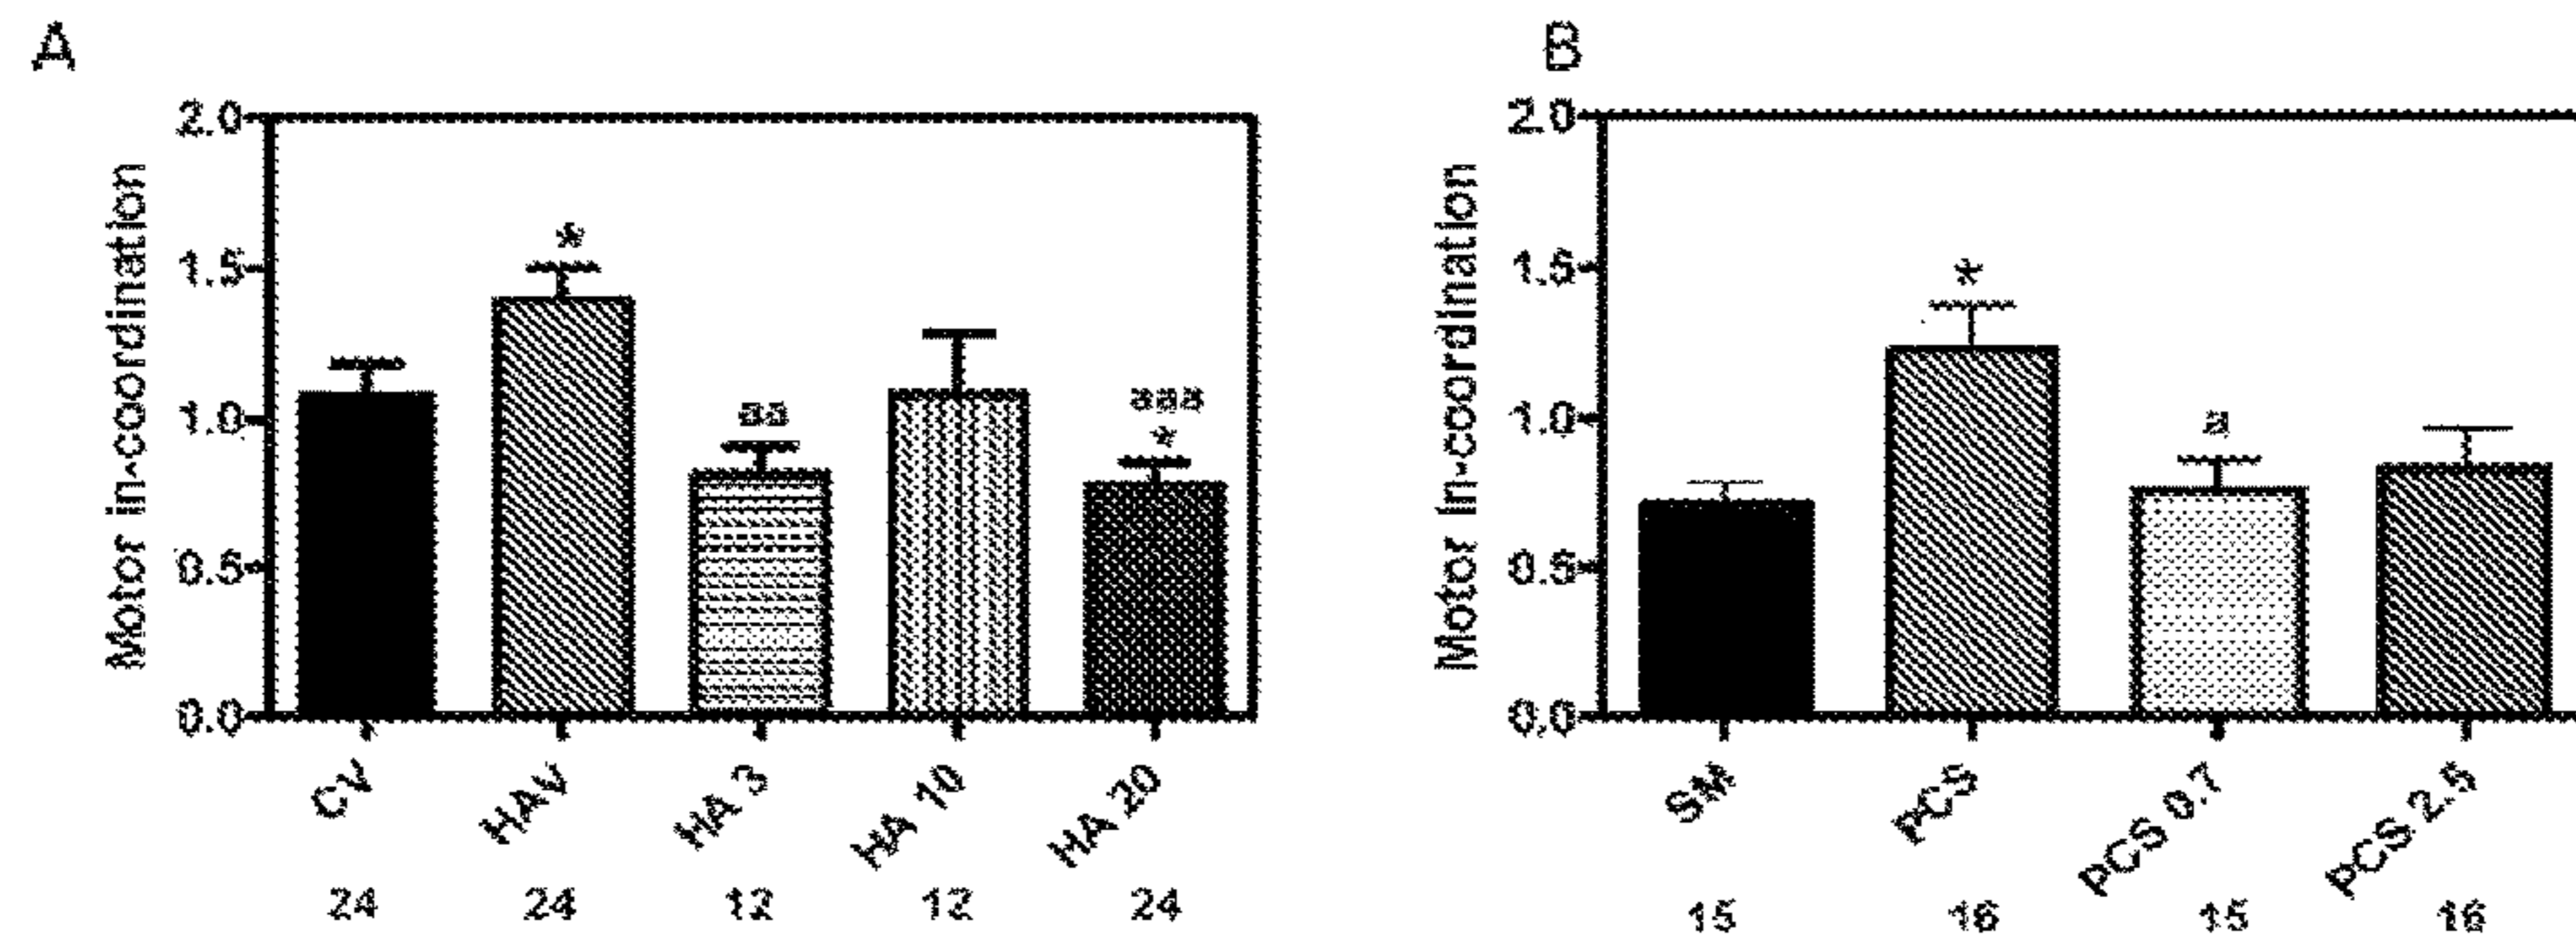 A
Motor in-coordination
2.0
1.5
1.0
0.5
0.0
*
aa
aaa
*
CV
HAV
HA 3
HA 10
HA 20
24
24
12
12
24
B
Motor in-coordination
2.0
1.5
1.0
0.5
0.0
*
a
SM
PCS
PCS 0.7
PCS 2.5
15
16
15
16